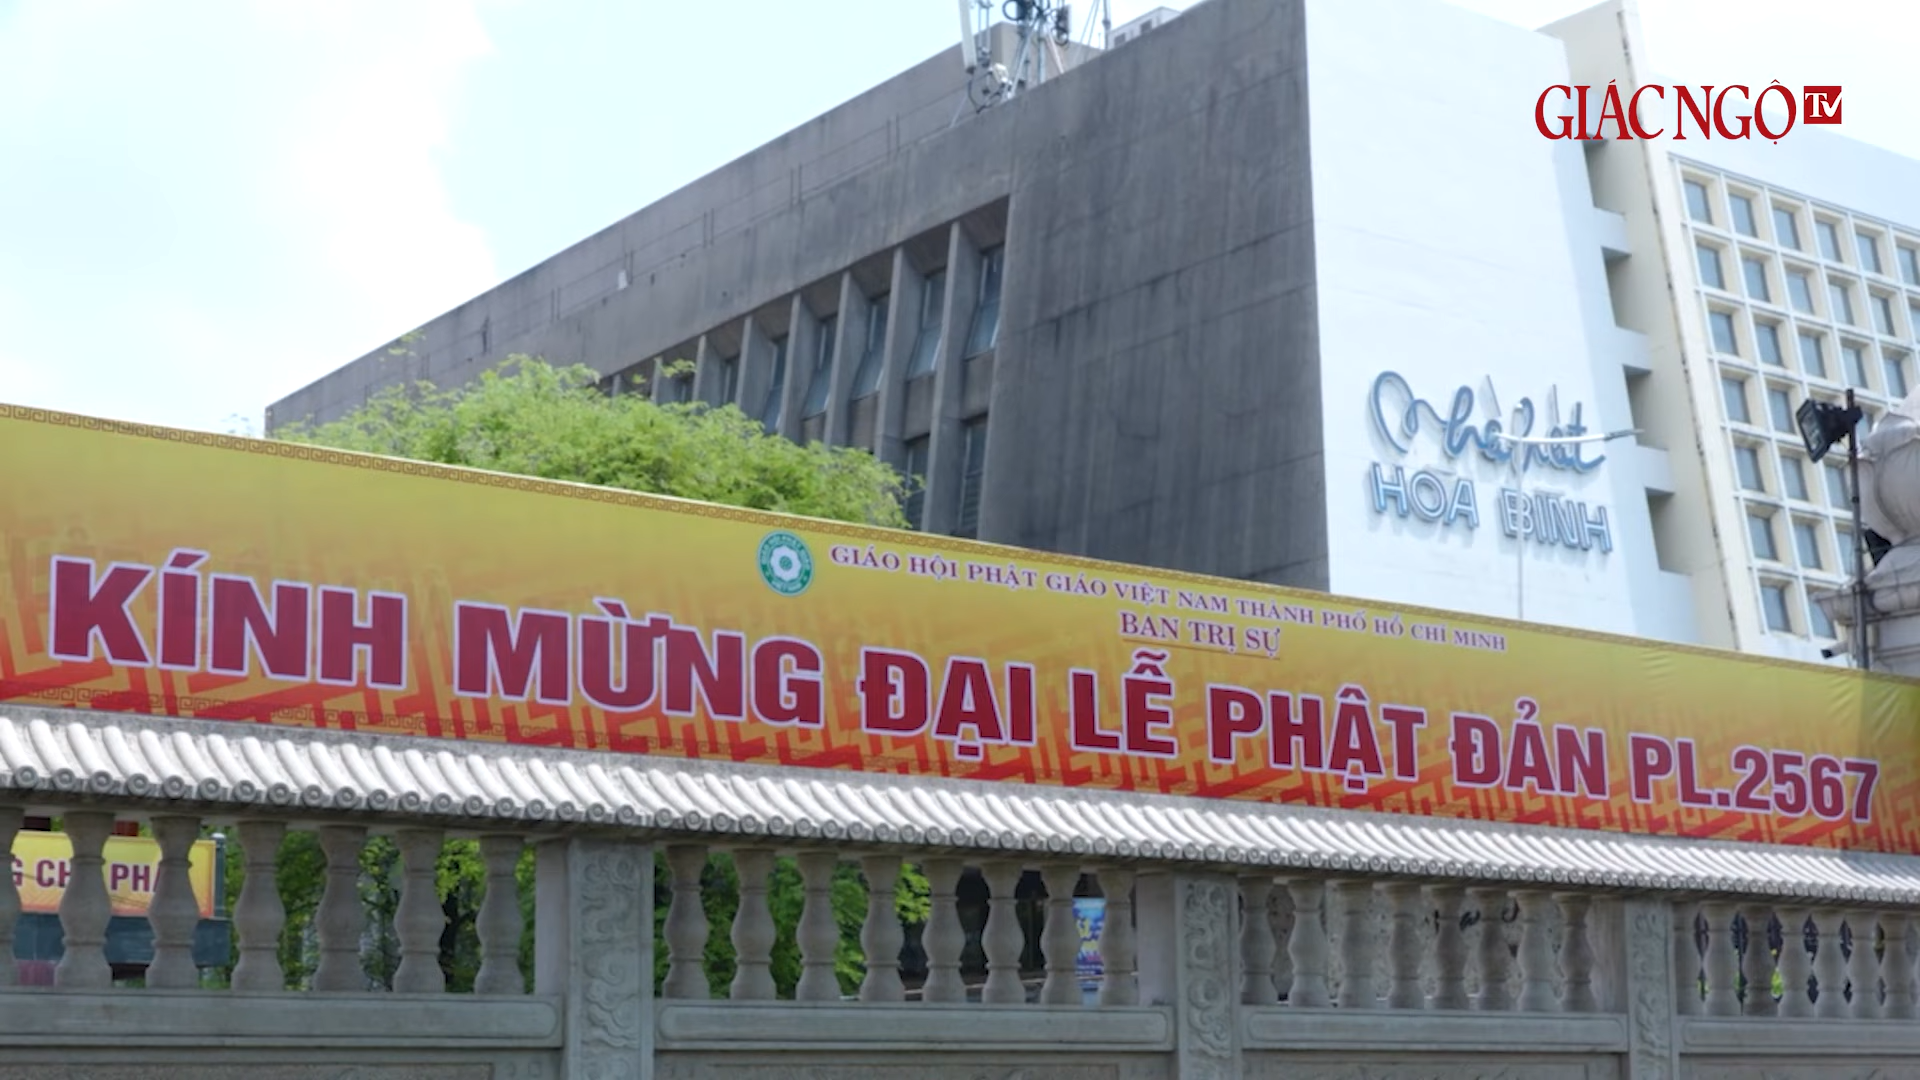 GIÁC NGỘ TV
Nhà hát
HÒA BÌNH
GIÁO HỘI PHẬT GIÁO VIỆT NAM THÀNH PHỐ HỒ CHÍ MINH
BAN TRỊ SỰ
KÍNH MỪNG ĐẠI LỄ PHẬT ĐẢN PL.2567